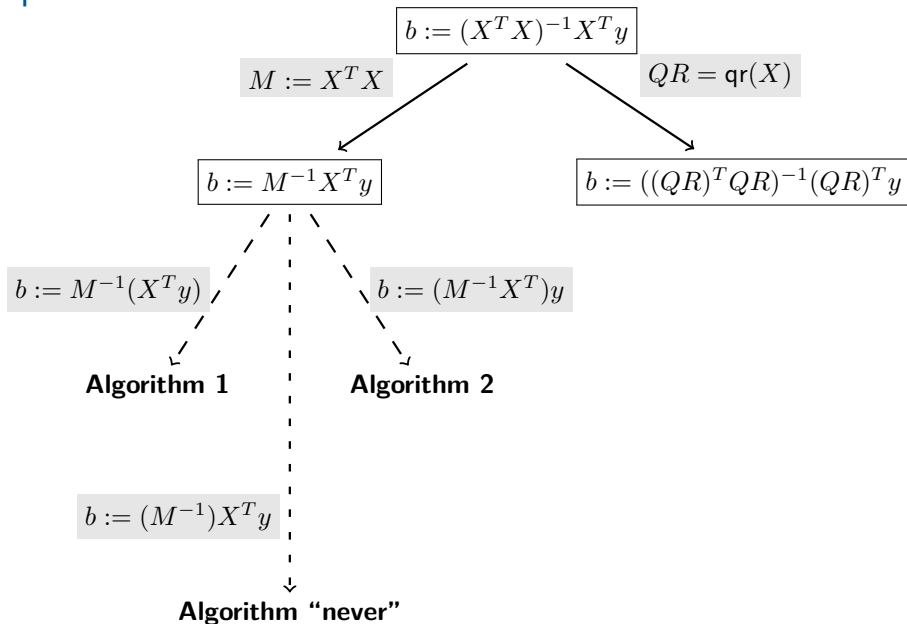 b := (X^T X)^{-1} X^T y
M := X^T X
QR = qr(X)
b := M^{-1} X^T y
b := ((QR)^T QR)^{-1} (QR)^T y
b := M^{-1}(X^T y)
b := (M^{-1} X^T)y
Algorithm 1
Algorithm 2
b := (M^{-1})X^T y
Algorithm “never”